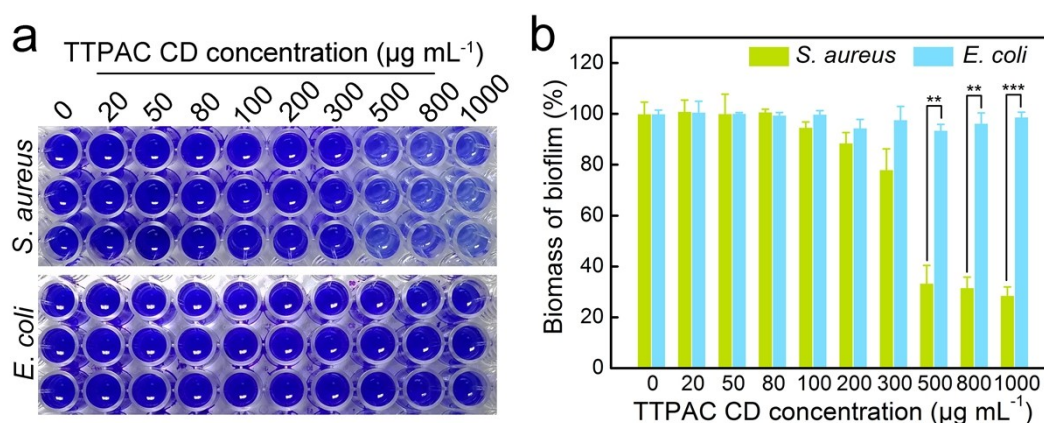 a
TTPAC CD concentration (μg mL⁻¹)
0 20 50 80 100 200 300 500 800 1000
S. aureus
E. coli
b
S. aureus E. coli
** ** ***
Biomass of bioflim (%)
120
100
80
60
40
20
0
0 20 50 80 100 200 300 500 800 1000
TTPAC CD concentration (μg mL⁻¹)